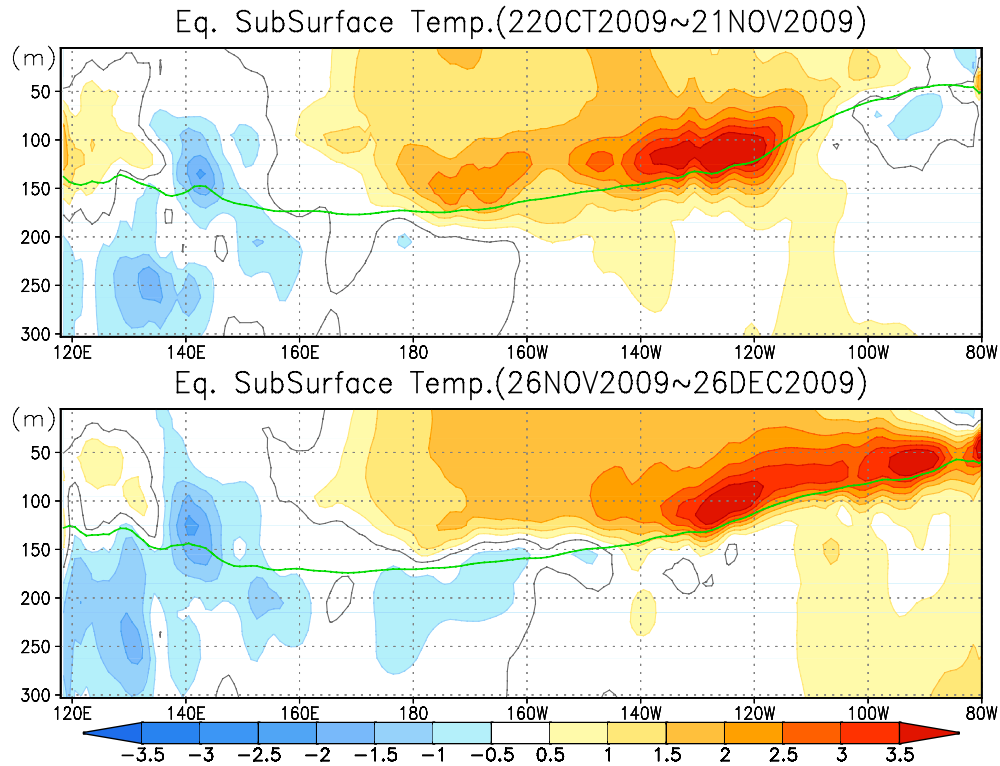 Eq. SubSurface Temp.(22OCT2009~21NOV2009)
(m)
50
100
150
200
250
300
120E 140E 160E 180 160W 140W 120W 100W 80W
Eq. SubSurface Temp.(26NOV2009~26DEC2009)
(m)
50
100
150
200
250
300
120E 140E 160E 180 160W 140W 120W 100W 80W
-3.5 -3 -2.5 -2 -1.5 -1 -0.5 0.5 1 1.5 2 2.5 3 3.5